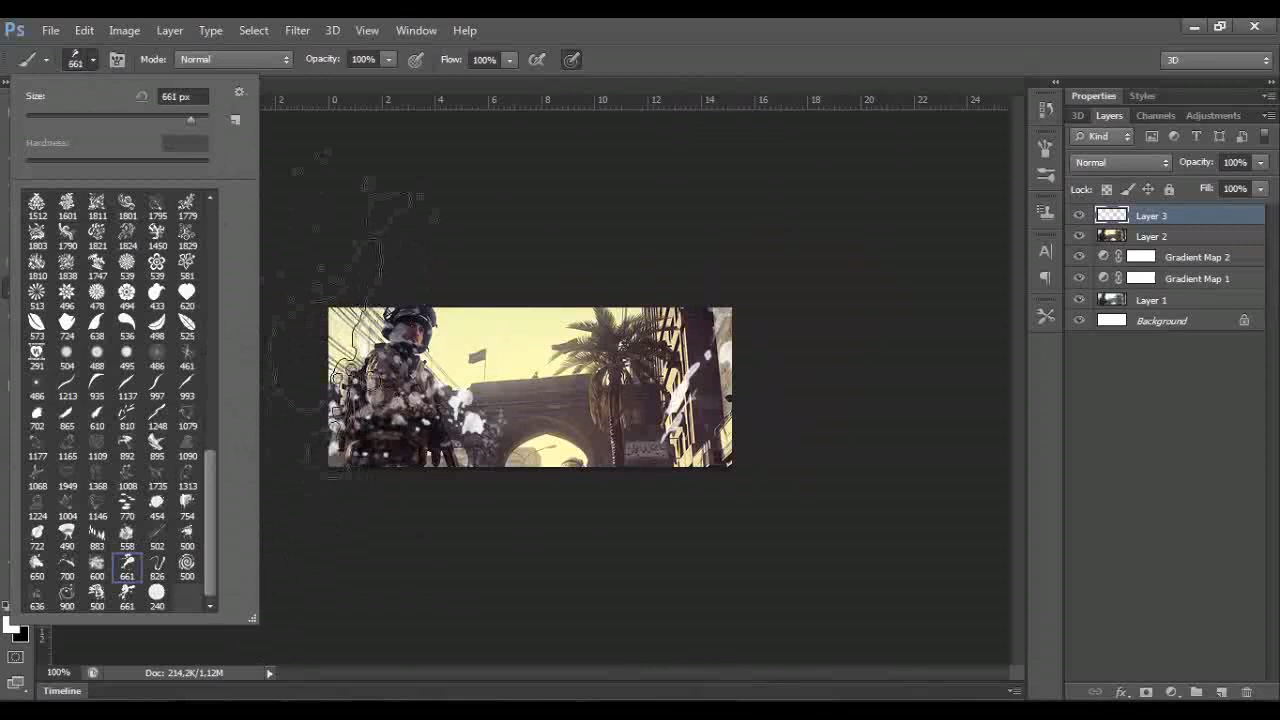 Ps File Edit Image Layer Type Select Filter 3D View Window Help
661 Mode: Normal Opacity: 100% Flow: 100% 3D
Size: 661 px
Hardness:
2 0 2 4 6 8 10 12 14 16 18 20 22 24
1512 1601 1811 1801 1795 1779
1803 1790 1821 1824 1450 1829
1810 1838 1747 539 539 581
513 496 478 494 433 620
573 724 638 536 498 525
291 504 488 495 486 461
486 1213 935 1137 997 993
702 865 610 810 1248 1079
1177 1165 1109 892 895 1090
1068 1949 1368 1008 1735 1313
1224 1004 1146 770 454 754
722 490 883 558 502 500
650 700 600 661 826 500
636 900 500 661 240
Properties Styles
3D Layers Channels Adjustments
Kind
Normal Opacity: 100%
Lock: Fill: 100%
Layer 3
Layer 2
Gradient Map 2
Gradient Map 1
Layer 1
Background
100% Doc: 214,2K/1,12M
Timeline